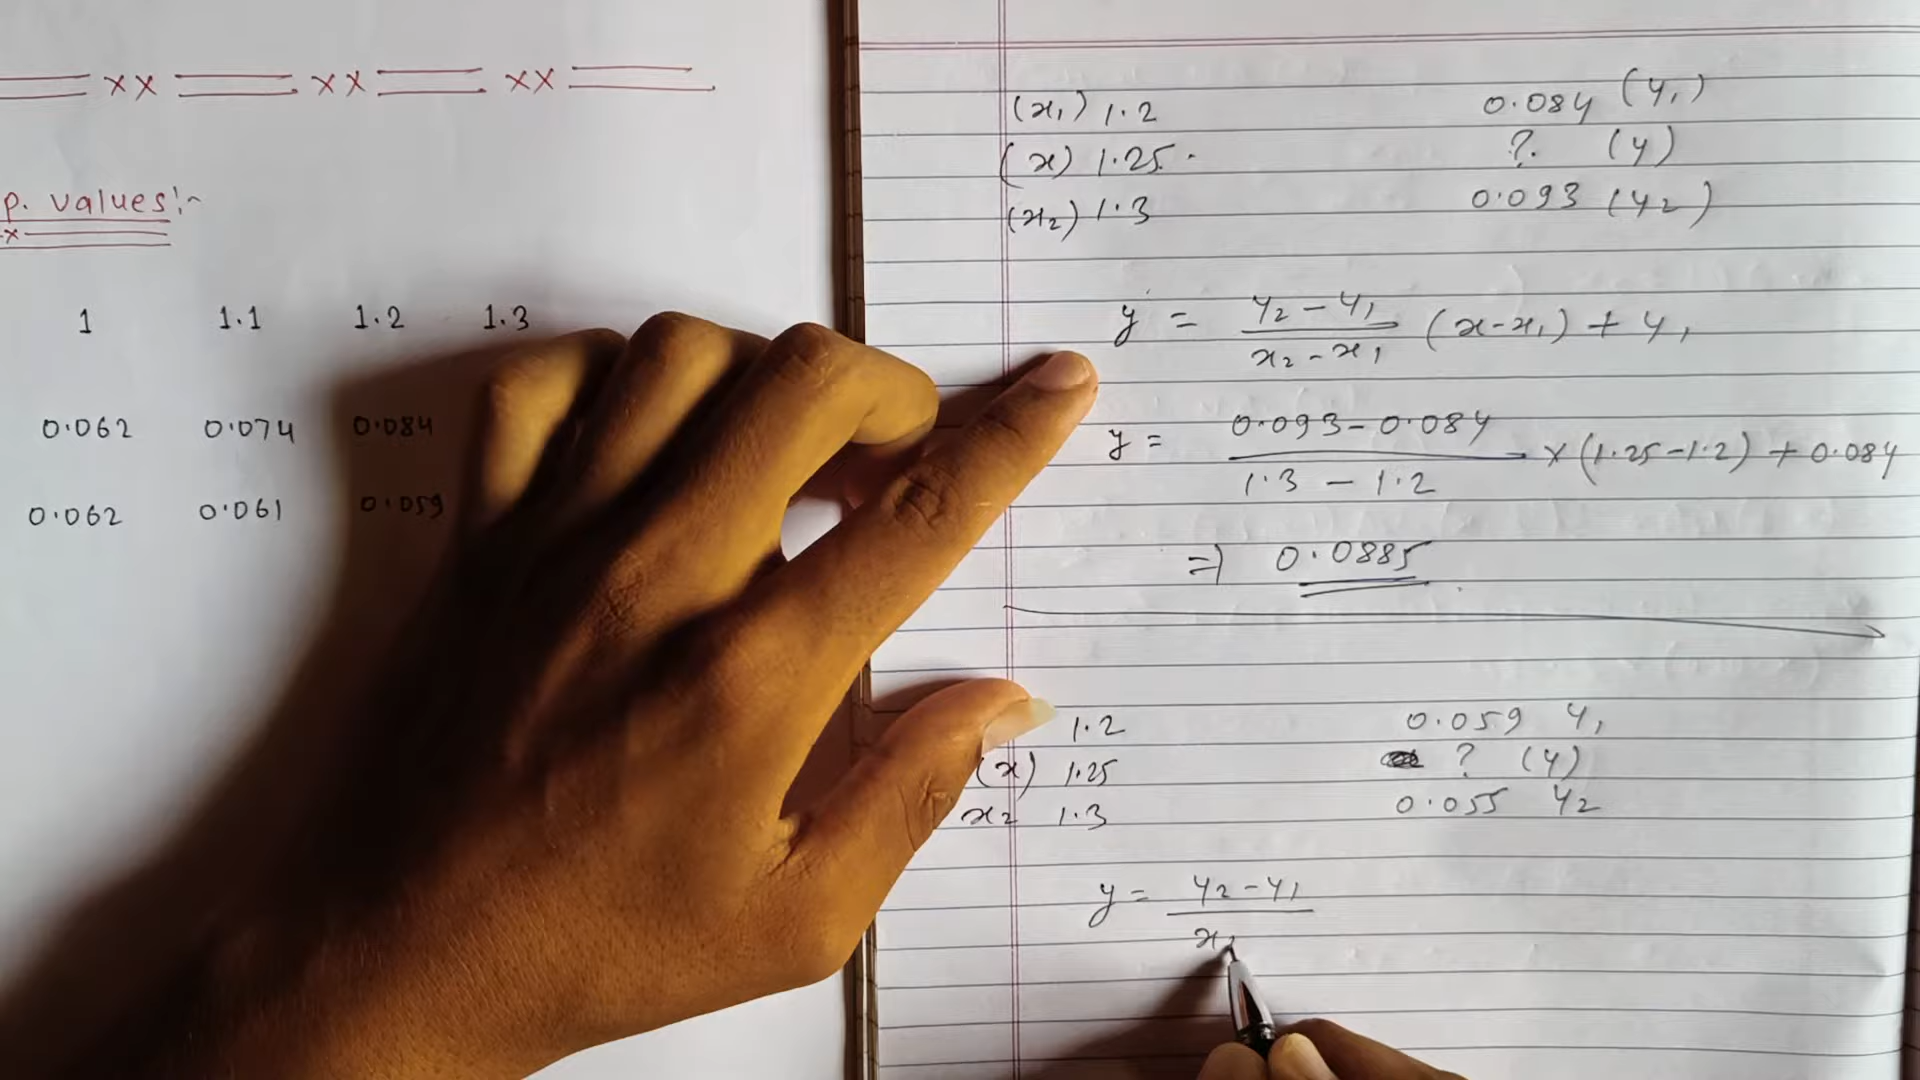 xx xx xx
p. values:-
1 1.1 1.2 1.3
0.062 0.074 0.084
0.062 0.061 0.059
(x₁) 1.2 0.084 (y₁)
(x) 1.25. ? (y)
(x₂) 1.3 0.093 (y₂)
y = y₂ - y₁ / x₂ - x₁ (x-x₁) + y₁
y = 0.093 - 0.084 / 1.3 - 1.2 × (1.25-1.2) + 0.084
⇒ 0.0885
1.2 0.059 y₁
(x) 1.25 ? (y)
x₂ 1.3 0.055 y₂
y = y₂ - y₁ / x₂